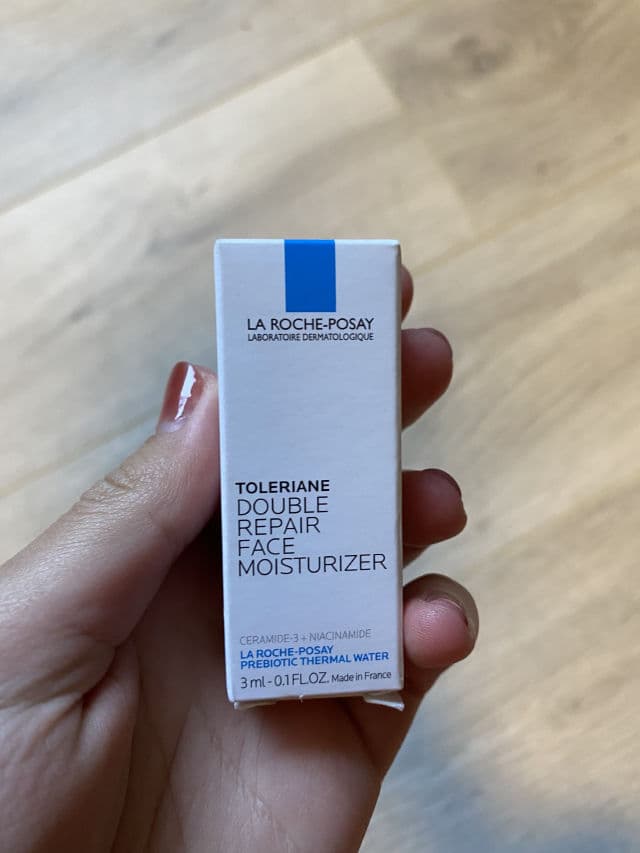 LA ROCHE-POSAY
LABORATOIRE DERMATOLOGIQUE
TOLERIANE
DOUBLE
REPAIR
FACE
MOISTURIZER
CERAMIDE-3 + NIACINAMIDE
LA ROCHE-POSAY
PREBIOTIC THERMAL WATER
3 ml - 0.1 FL.OZ. Made in France